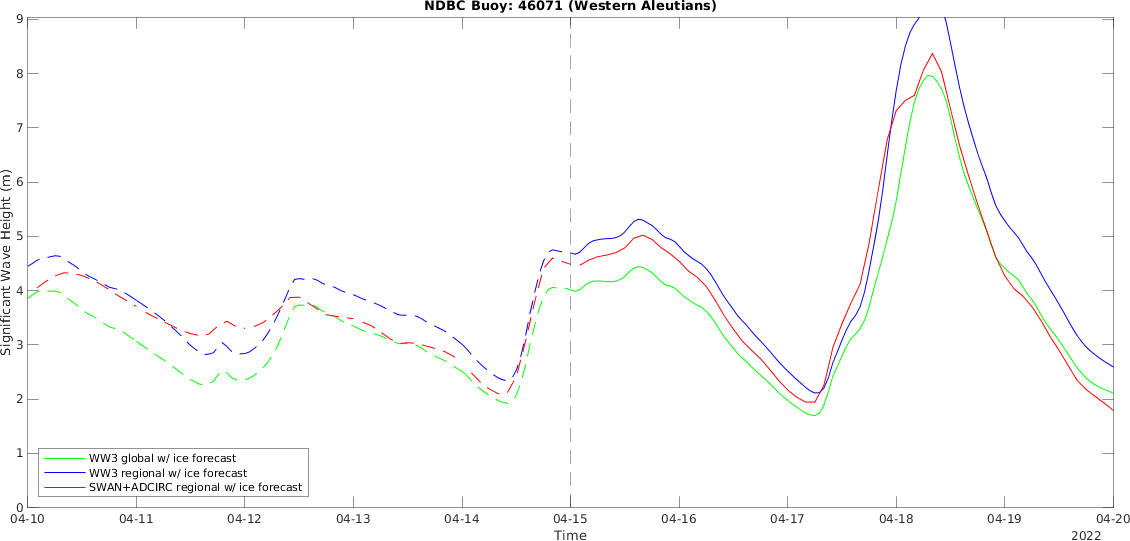 NDBC Buoy: 46071 (Western Aleutians)
9
8
7
6
5
4
3
2
1
0
Significant Wave Height (m)
WW3 global w/ ice forecast
WW3 regional w/ ice forecast
SWAN+ADCIRC regional w/ ice forecast
04-10 04-11 04-12 04-13 04-14 04-15 04-16 04-17 04-18 04-19 04-20
Time
2022